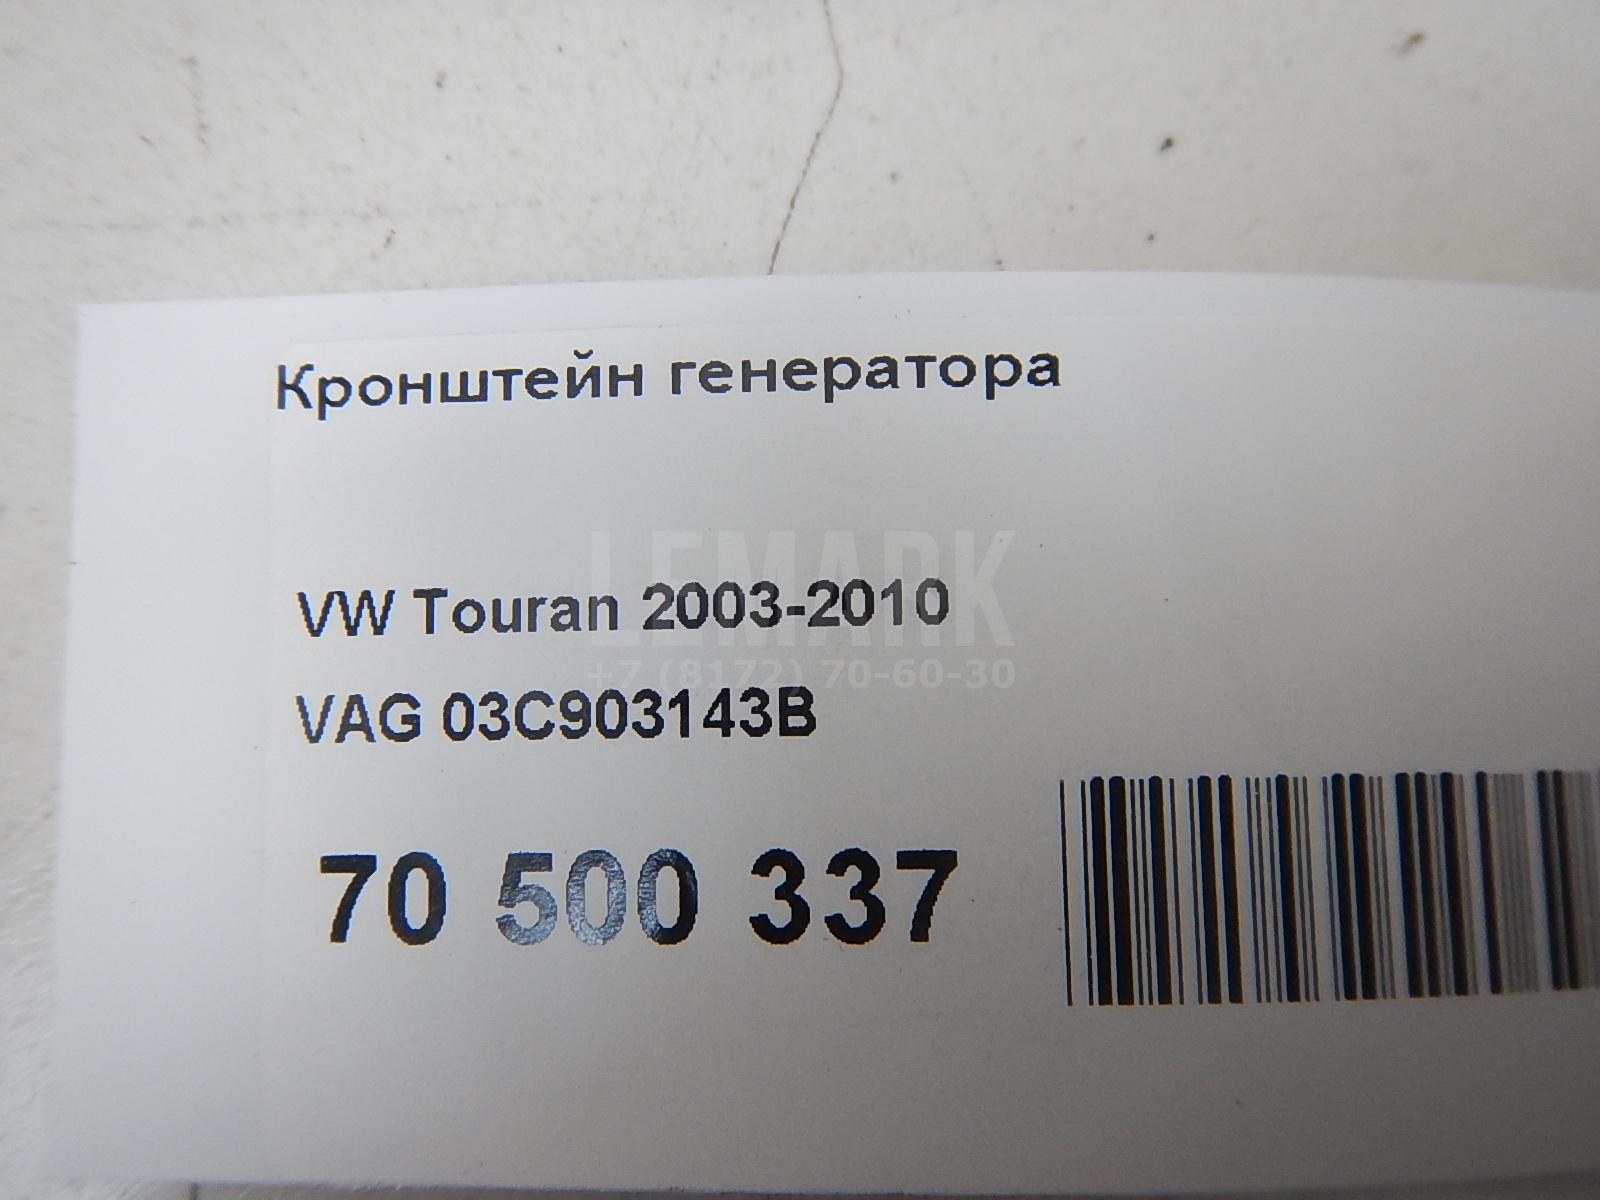 Кронштейн генератора
LEMARK
VW Touran 2003-2010
+7 (8172) 70-60-30
VAG 03C903143B
70 500 337